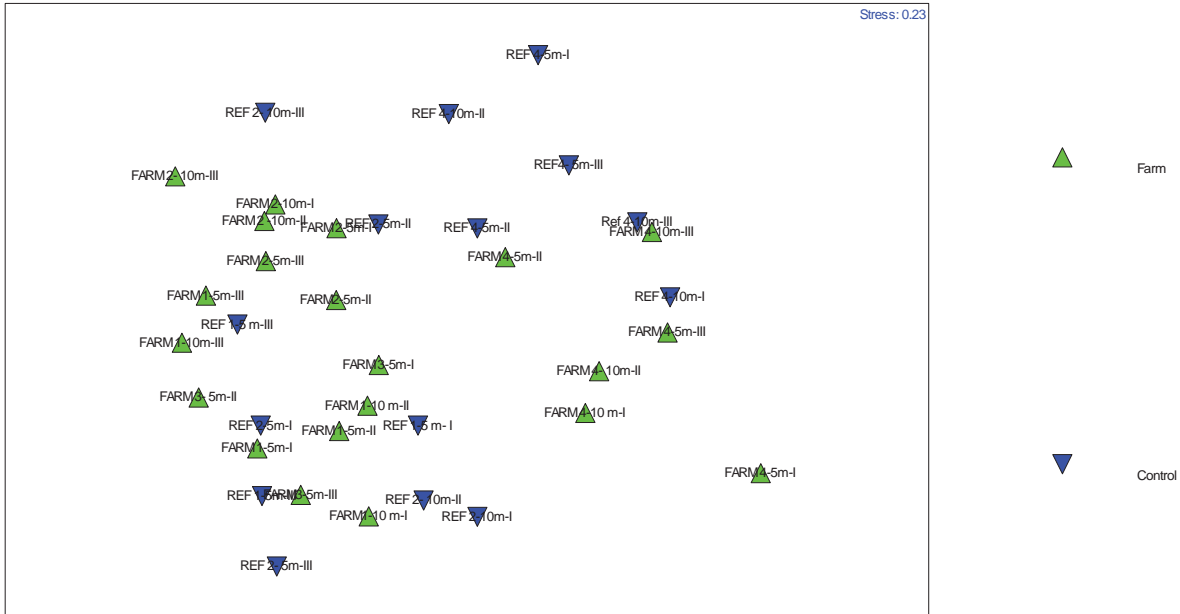 Stress: 0.23
REF 4-5m-I
REF 2-10m-III
REF 4-10m-II
REF4-5m-III
FARM2-10m-III
FARM2-10m-I
FARM2-10m-II
FARM2-5m-I
REF2-5m-II
REF 4-5m-II
Ref 4-10m-III
FARM4-10m-III
FARM4-5m-II
FARM2-5m-III
FARM1-5m-III
FARM2-5m-II
REF 4-10m-I
REF 1-5 m-III
FARM4-5m-III
FARM1-10m-III
FARM3-5m-I
FARM4-10m-II
FARM3-5m-II
FARM1-10 m-II
FARM4-10 m-I
REF 2-5m-I
FARM1-5m-II
REF 1-5 m-I
FARM1-5m-I
FARM4-5m-I
FARM3-5m-III
REF 2-10m-II
FARM1-10 m-I
REF 2-10m-I
REF 2-5m-III
Farm
Control